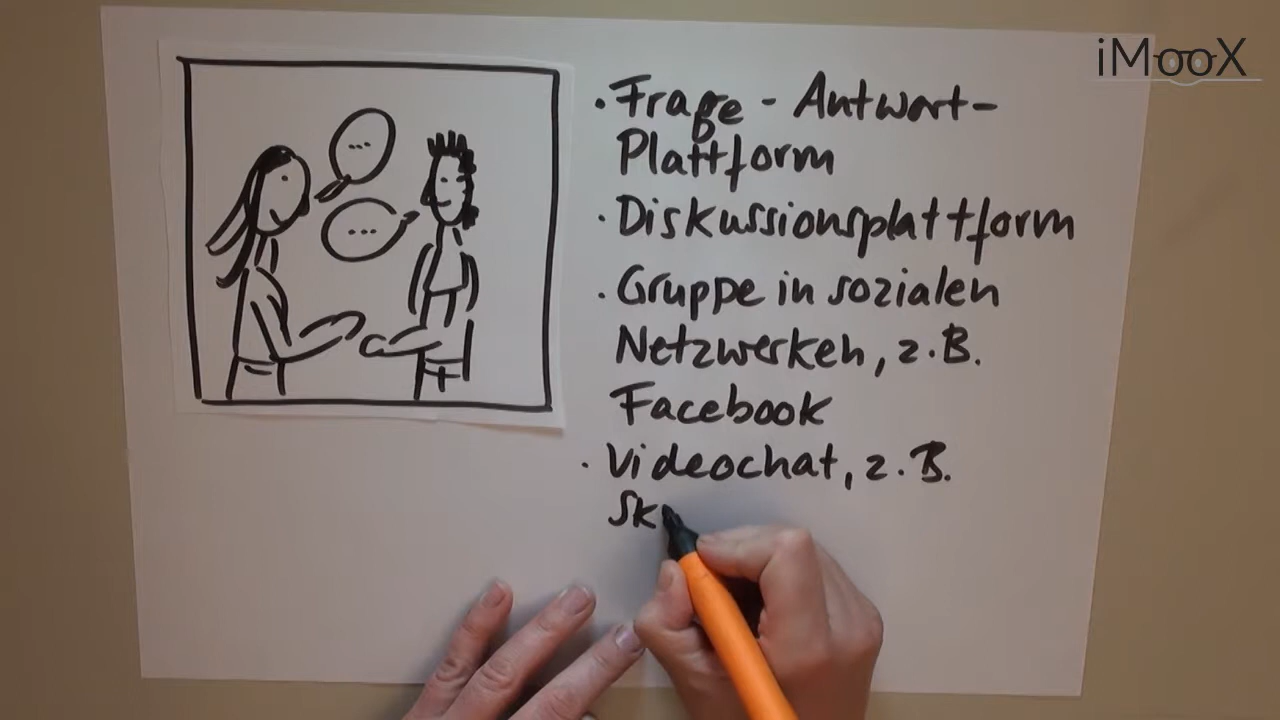 iMooX
• Frage - Antwort-
Plattform
• Diskussionsplattform
• Gruppe in sozialen
Netzwerken, z.B.
Facebook
• Videochat, z.B.
Sk
...
...